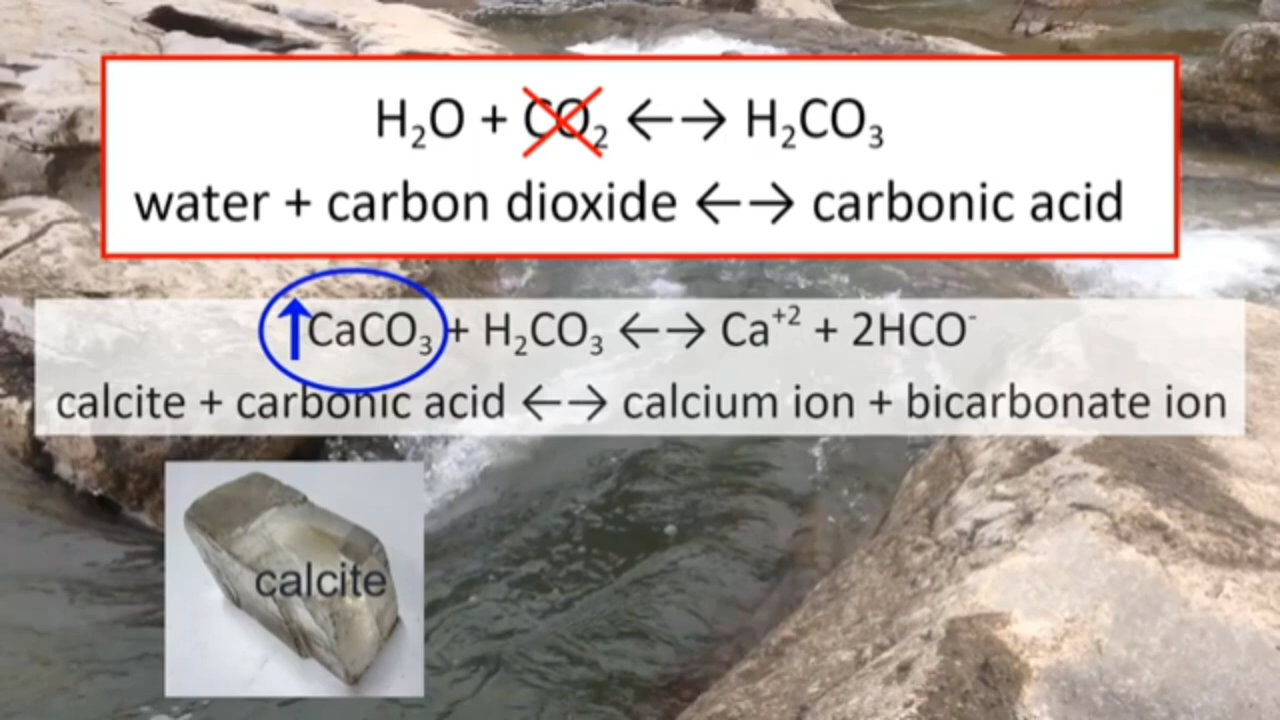 H₂O + CO₂ ←→ H₂CO₃
water + carbon dioxide ←→ carbonic acid
↑CaCO₃ + H₂CO₃ ←→ Ca⁺² + 2HCO⁻
calcite + carbonic acid ←→ calcium ion + bicarbonate ion
calcite